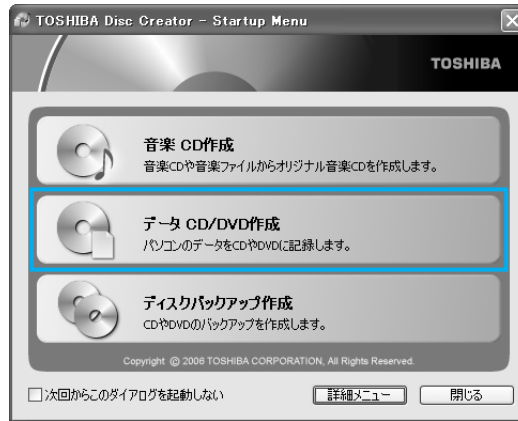 TOSHIBA Disc Creator - Startup Menu
TOSHIBA
音楽 CD作成
音楽CDや音楽ファイルからオリジナル音楽CDを作成します。
データ CD/DVD作成
パソコンのデータをCDやDVDに記録します。
ディスクバックアップ作成
CDやDVDのバックアップを作成します。
Copyright @ 2006 TOSHIBA CORPORATION, All Rights Reserved.
次回からこのダイアログを起動しない
詳細メニュー
閉じる